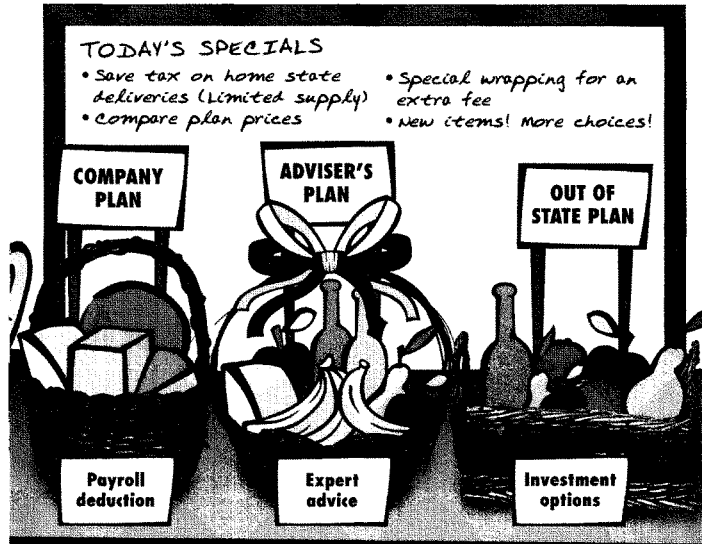 TODAY'S SPECIALS
• Save tax on home state
deliveries (Limited supply)
• Compare plan prices
• Special wrapping for an
extra fee
• New items! More choices!
COMPANY
PLAN
ADVISER'S
PLAN
OUT OF
STATE PLAN
Payroll
deduction
Expert
advice
Investment
options